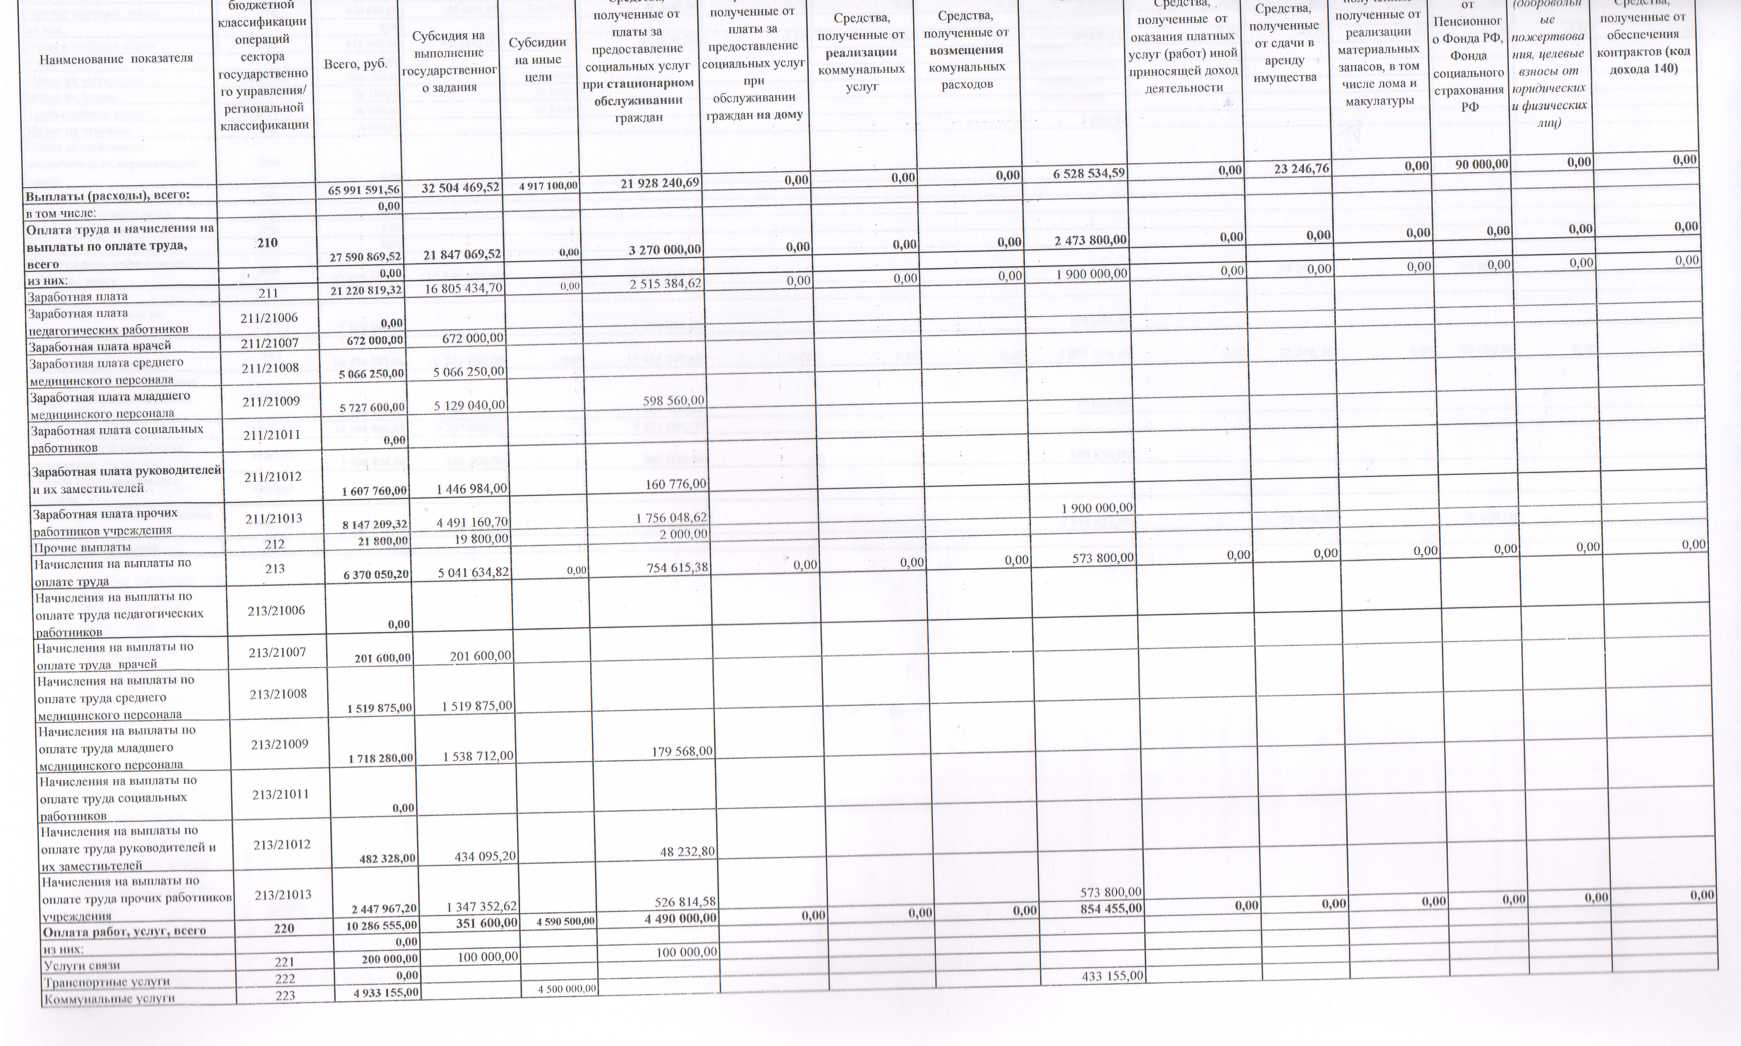 Наименование показателя
бюджетной
классификации
операций
сектора
государственно
го управления/
региональной
классификации
Всего, руб.
Субсидия на
выполнение
государственног
о задания
Субсидии
на иные
цели
полученные от
платы за
предоставление
социальных услуг
при стационарном
обслуживании
граждан
полученные от
платы за
предоставление
социальных услуг
при
обслуживании
граждан на дому
Средства,
полученные от
реализации
коммунальных
услуг
Средства,
полученные от
возмещения
комунальных
расходов
Средства,
полученные от
оказания платных
услуг (работ) иной
приносящей доход
деятельности
Средства,
полученные
от сдачи в
аренду
имущества
полученные от
реализации
материальных
запасов, в том
числе лома и
макулатуры
от
Пенсионног
о Фонда РФ,
Фонда
социального
страхования
РФ
(добровольн
ые
пожертвова
ния, целевые
взносы от
юридических
и физических
лиц)
Средства,
полученные от
обеспечения
контрактов (код
дохода 140)
Выплаты (расходы), всего: 65 991 591,56 32 504 469,52 4 917 100,00 21 928 240,69 0,00 0,00 0,00 6 528 534,59 0,00 23 246,76 0,00 90 000,00 0,00 0,00
в том числе: 0,00
Оплата труда и начисления на
выплаты по оплате труда,
всего 210 27 590 869,52 21 847 069,52 0,00 3 270 000,00 0,00 0,00 0,00 2 473 800,00 0,00 0,00 0,00 0,00 0,00 0,00
из них: 0,00
Заработная плата 211 21 220 819,32 16 805 434,70 0,00 2 515 384,62 0,00 0,00 0,00 1 900 000,00 0,00 0,00 0,00 0,00 0,00 0,00
Заработная плата
педагогических работников 211/21006 0,00
Заработная плата врачей 211/21007 672 000,00 672 000,00
Заработная плата среднего
медицинского персонала 211/21008 5 066 250,00 5 066 250,00
Заработная плата младшего
медицинского персонала 211/21009 5 727 600,00 5 129 040,00 598 560,00
Заработная плата социальных
работников 211/21011 0,00
Заработная плата руководителей
и их заместиьтелей 211/21012 1 607 760,00 1 446 984,00 160 776,00
Заработная плата прочих
работников учреждения 211/21013 8 147 209,32 4 491 160,70 1 756 048,62 1 900 000,00
Прочие выплаты 212 21 800,00 19 800,00 2 000,00
Начисления на выплаты по
оплате труда 213 6 370 050,20 5 041 634,82 0,00 754 615,38 0,00 0,00 0,00 573 800,00 0,00 0,00 0,00 0,00 0,00 0,00
Начисления на выплаты по
оплате труда педагогических
работников 213/21006 0,00
Начисления на выплаты по
оплате труда врачей 213/21007 201 600,00 201 600,00
Начисления на выплаты по
оплате труда среднего
медицинского персонала 213/21008 1 519 875,00 1 519 875,00
Начисления на выплаты по
оплате труда младшего
медицинского персонала 213/21009 1 718 280,00 1 538 712,00 179 568,00
Начисления на выплаты по
оплате труда социальных
работников 213/21011 0,00
Начисления на выплаты по
оплате труда руководителей и
их заместиьтелей 213/21012 482 328,00 434 095,20 48 232,80
Начисления на выплаты по
оплате труда прочих работников
учреждения 213/21013 2 447 967,20 1 347 352,62 526 814,58 573 800,00
Оплата работ, услуг, всего 220 10 286 555,00 351 600,00 4 590 500,00 4 490 000,00 0,00 0,00 0,00 854 455,00 0,00 0,00 0,00 0,00 0,00 0,00
из них: 0,00
Услуги связи 221 200 000,00 100 000,00 100 000,00
Транспортные услуги 222 0,00
Коммунальные услуги 223 4 933 155,00 4 500 000,00 433 155,00